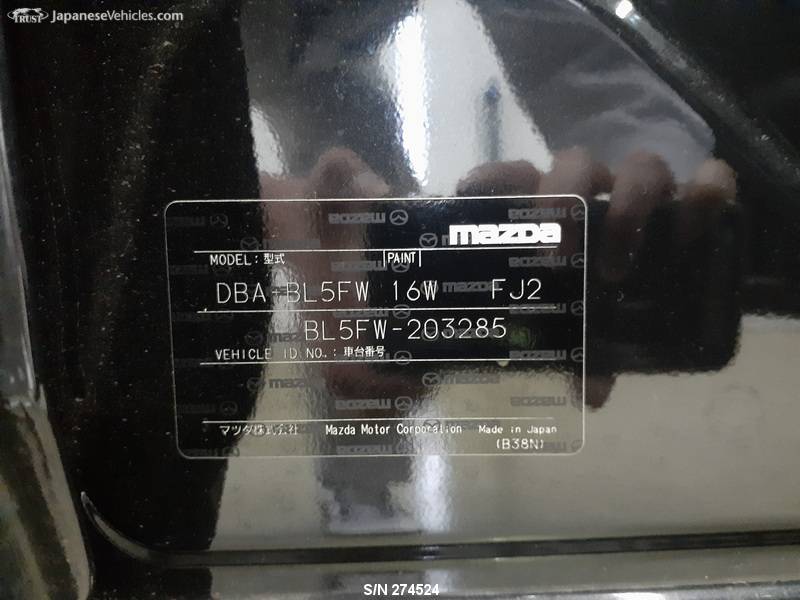 TRUST JapaneseVehicles.com
mazda
MODEL: 型式 PAINT
DBA-BL5FW 16W FJ2
BL5FW-203285
VEHICLE ID NO.: 車台番号
マツダ株式会社 Mazda Motor Corporation Made in Japan
(B38N)
S/N 274524